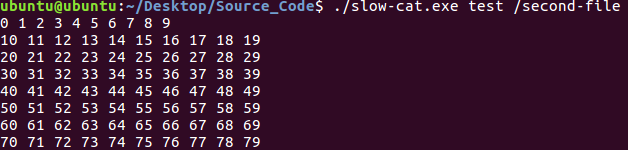 ubuntu@ubuntu:~/Desktop/Source_Code$ ./slow-cat.exe test /second-file
0 1 2 3 4 5 6 7 8 9
10 11 12 13 14 15 16 17 18 19
20 21 22 23 24 25 26 27 28 29
30 31 32 33 34 35 36 37 38 39
40 41 42 43 44 45 46 47 48 49
50 51 52 53 54 55 56 57 58 59
60 61 62 63 64 65 66 67 68 69
70 71 72 73 74 75 76 77 78 79